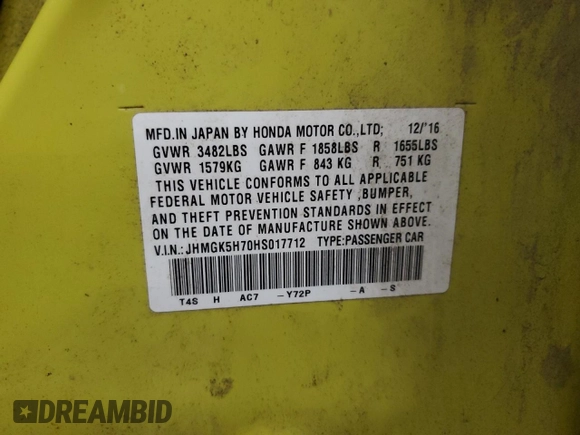 MFD.IN JAPAN BY HONDA MOTOR CO.,LTD; 12/'16
GVWR 3482LBS GAWR F 1858LBS R 1655LBS
GVWR 1579KG GAWR F 843 KG R 751 KG
THIS VEHICLE CONFORMS TO ALL APPLICABLE
FEDERAL MOTOR VEHICLE SAFETY ,BUMPER,
AND THEFT PREVENTION STANDARDS IN EFFECT
ON THE DATE OF MANUFACTURE SHOWN ABOVE.
V.I.N.:JHMGK5H70HS017712 TYPE:PASSENGER CAR
T4S H AC7 -Y72P -A -S
DREAMBID